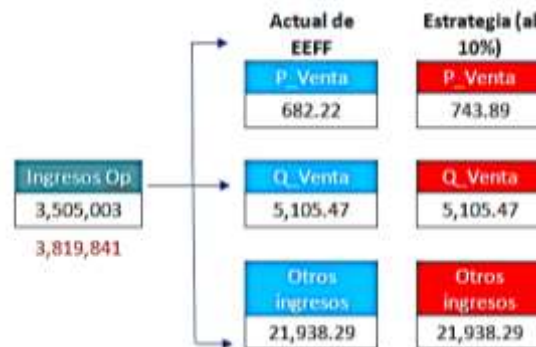 Actual de
EEFF
Estrategia (al
10%)
P_Venta
682.22
P_Venta
743.89
Ingresos Op
3,505,003
3,819,841
Q_Venta
5,105.47
Q_Venta
5,105.47
Otros
ingresos
21,938.29
Otros
ingresos
21,938.29